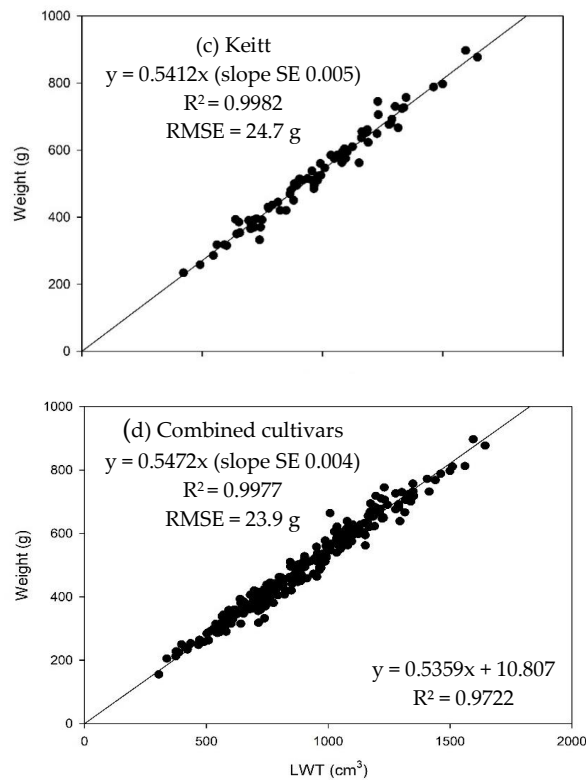 1000
800
600
400
200
0
Weight (g)
(c) Keitt
y = 0.5412x (slope SE 0.005)
R² = 0.9982
RMSE = 24.7 g
1000
800
600
400
200
0
Weight (g)
(d) Combined cultivars
y = 0.5472x (slope SE 0.004)
R² = 0.9977
RMSE = 23.9 g
y = 0.5359x + 10.807
R² = 0.9722
0 500 1000 1500 2000
LWT (cm³)